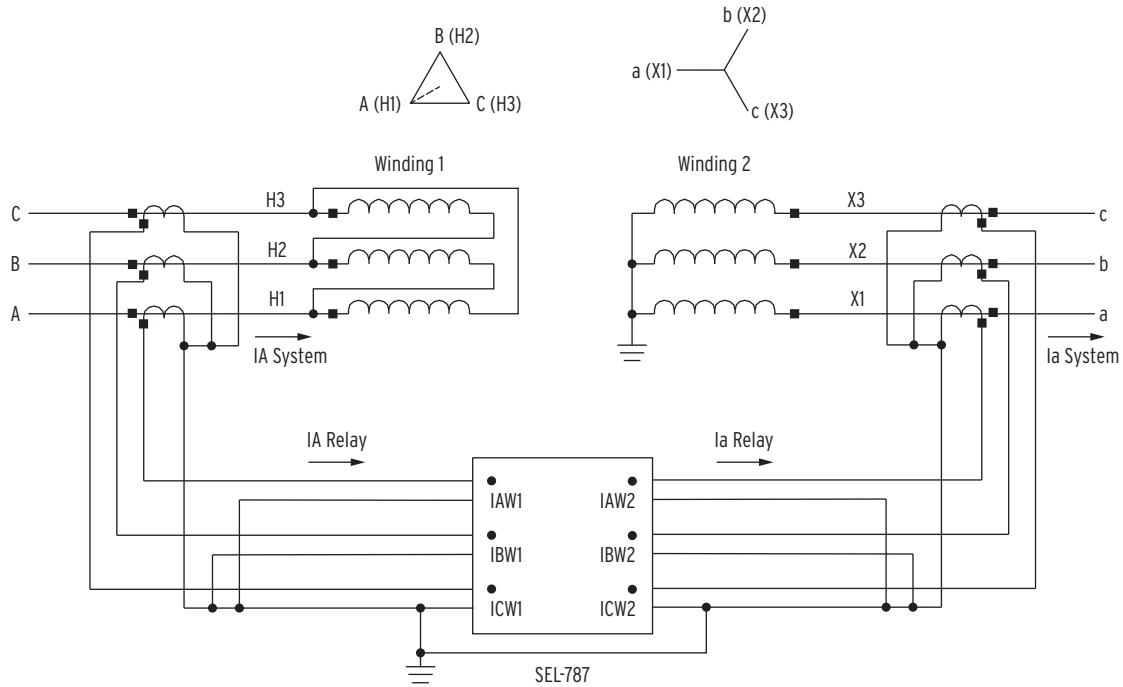 B (H2)
A (H1)
C (H3)
b (X2)
a (X1)
c (X3)
Winding 1
Winding 2
C
H3
X3
c
B
H2
X2
b
A
H1
X1
a
IA System
Ia System
IA Relay
Ia Relay
IAW1
IAW2
IBW1
IBW2
ICW1
ICW2
SEL-787